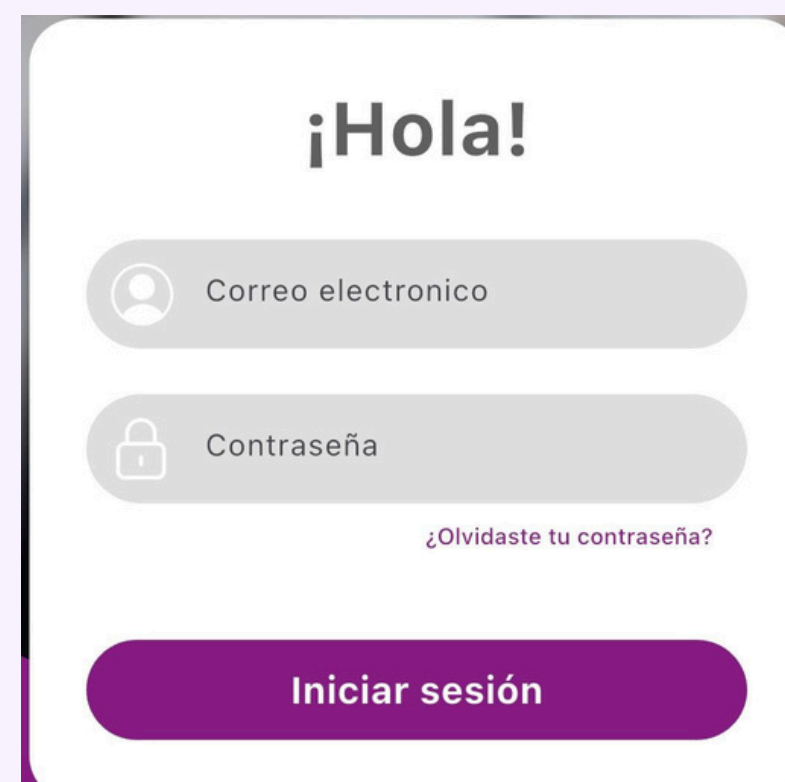 ¡Hola!
Correo electronico
Contraseña
¿Olvidaste tu contraseña?
Iniciar sesión